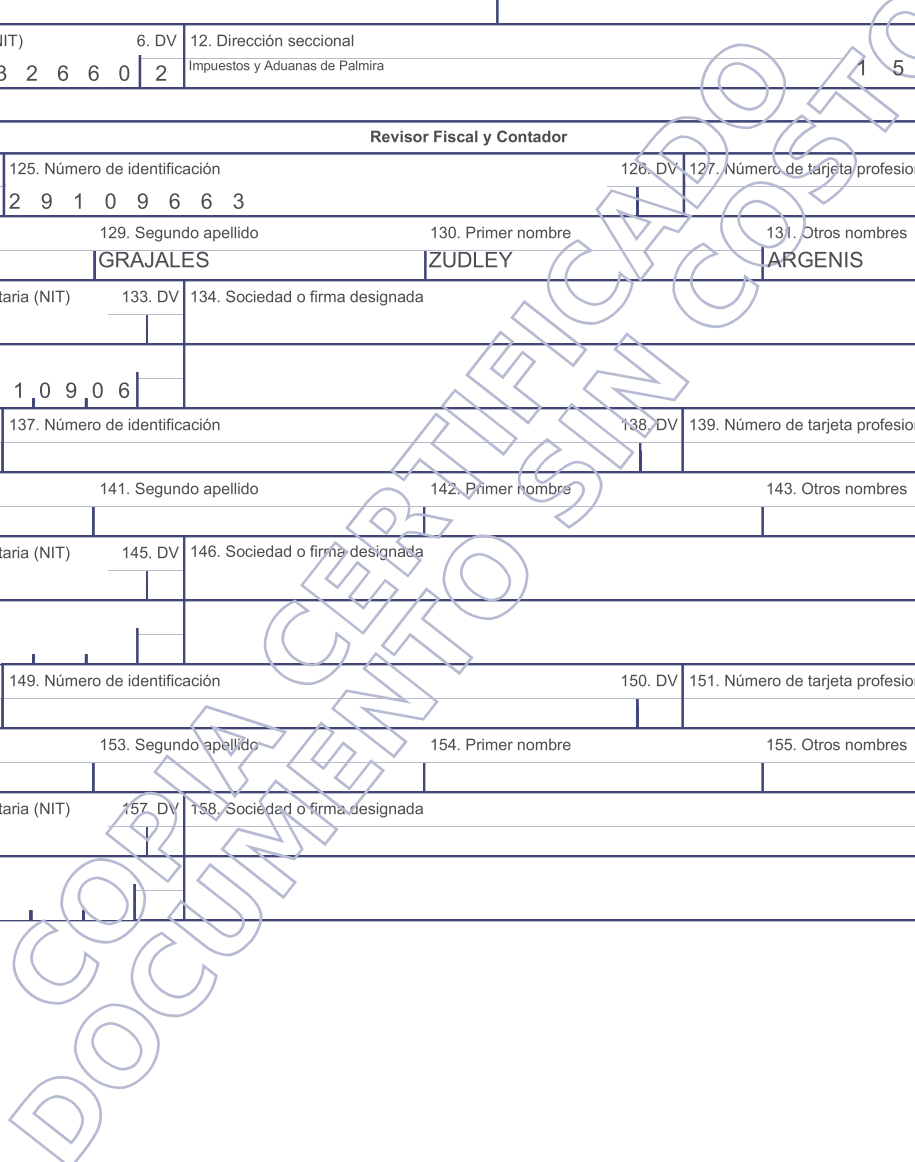 IIT) 6. DV 12. Dirección seccional
3 2 6 6 0 2 Impuestos y Aduanas de Palmira 1 5
Revisor Fiscal y Contador
125. Número de identificación 126. DV 127. Número de tarjeta profesio
2 9 1 0 9 6 6 3
129. Segundo apellido 130. Primer nombre 131. Otros nombres
GRAJALES ZUDLEY ARGENIS
taria (NIT) 133. DV 134. Sociedad o firma designada
1 0 9 0 6
137. Número de identificación 138. DV 139. Número de tarjeta profesio
141. Segundo apellido 142. Primer nombre 143. Otros nombres
taria (NIT) 145. DV 146. Sociedad o firma designada
149. Número de identificación 150. DV 151. Número de tarjeta profesio
153. Segundo apellido 154. Primer nombre 155. Otros nombres
taria (NIT) 157. DV 158. Sociedad o firma designada
COPIA CERTIFICADO
DOCUMENTO SIN COSTO